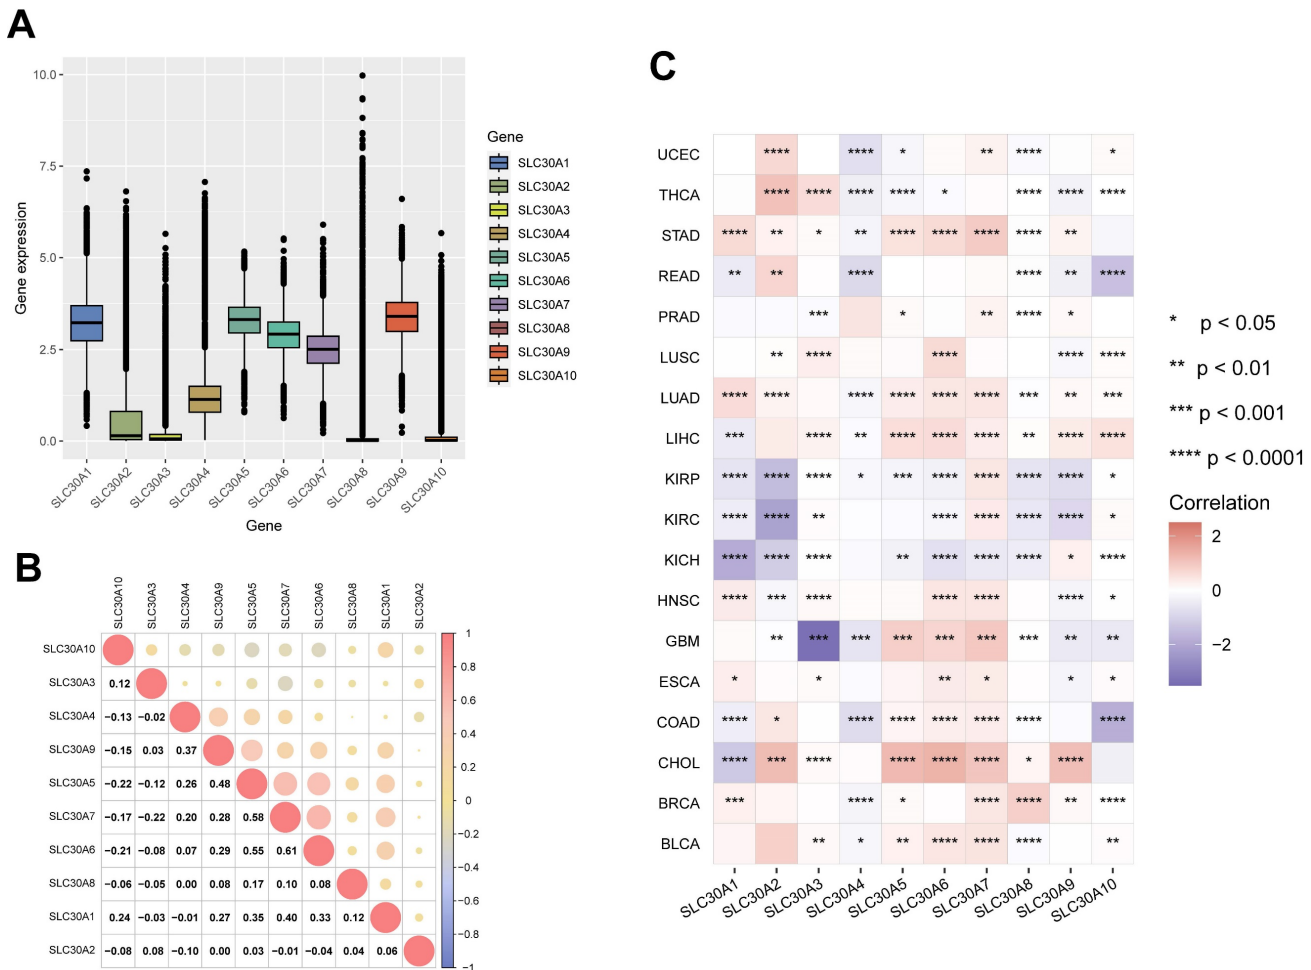 A
10.0
7.5
5.0
2.5
0.0
Gene expression
SLC30A1
SLC30A2
SLC30A3
SLC30A4
SLC30A5
SLC30A6
SLC30A7
SLC30A8
SLC30A9
SLC30A10
Gene
Gene
SLC30A1
SLC30A2
SLC30A3
SLC30A4
SLC30A5
SLC30A6
SLC30A7
SLC30A8
SLC30A9
SLC30A10
B
SLC30A10
SLC30A3
SLC30A4
SLC30A9
SLC30A5
SLC30A7
SLC30A6
SLC30A8
SLC30A1
SLC30A2
SLC30A10
SLC30A3 0.12
SLC30A4 −0.13 −0.02
SLC30A9 −0.15 0.03 0.37
SLC30A5 −0.22 −0.12 0.26 0.48
SLC30A7 −0.17 −0.22 0.20 0.28 0.58
SLC30A6 −0.21 −0.08 0.07 0.29 0.55 0.61
SLC30A8 −0.06 −0.05 0.00 0.08 0.17 0.10 0.08
SLC30A1 0.24 −0.03 −0.01 0.27 0.35 0.40 0.33 0.12
SLC30A2 −0.08 0.08 −0.10 0.00 0.03 −0.01 −0.04 0.04 0.06
1
0.8
0.6
0.4
0.2
0
−0.2
−0.4
−0.6
−0.8
−1
C
UCEC **** **** * ** **** *
THCA **** **** **** **** * **** **** ****
STAD **** ** * ** **** **** **** **** **
READ ** ** **** **** ** ****
PRAD *** * ** **** *
LUSC ** **** **** **** ****
LUAD **** **** **** **** **** **** *** ** ***
LIHC *** **** ** **** **** **** ** **** ****
KIRP **** **** **** * *** **** **** **** **** *
KIRC **** **** ** **** **** **** **** *
KICH **** **** **** ** **** **** **** * ****
HNSC **** *** **** **** **** **** *
GBM ** *** *** *** *** *** *** ** **
ESCA * * ** * * *
COAD **** * **** **** **** **** **** ****
CHOL **** *** **** **** **** **** * ****
BRCA *** **** * **** **** ** ****
BLCA ** * ** **** **** **** **
SLC30A1
SLC30A2
SLC30A3
SLC30A4
SLC30A5
SLC30A6
SLC30A7
SLC30A8
SLC30A9
SLC30A10
* p < 0.05
** p < 0.01
*** p < 0.001
**** p < 0.0001
Correlation
2
0
−2